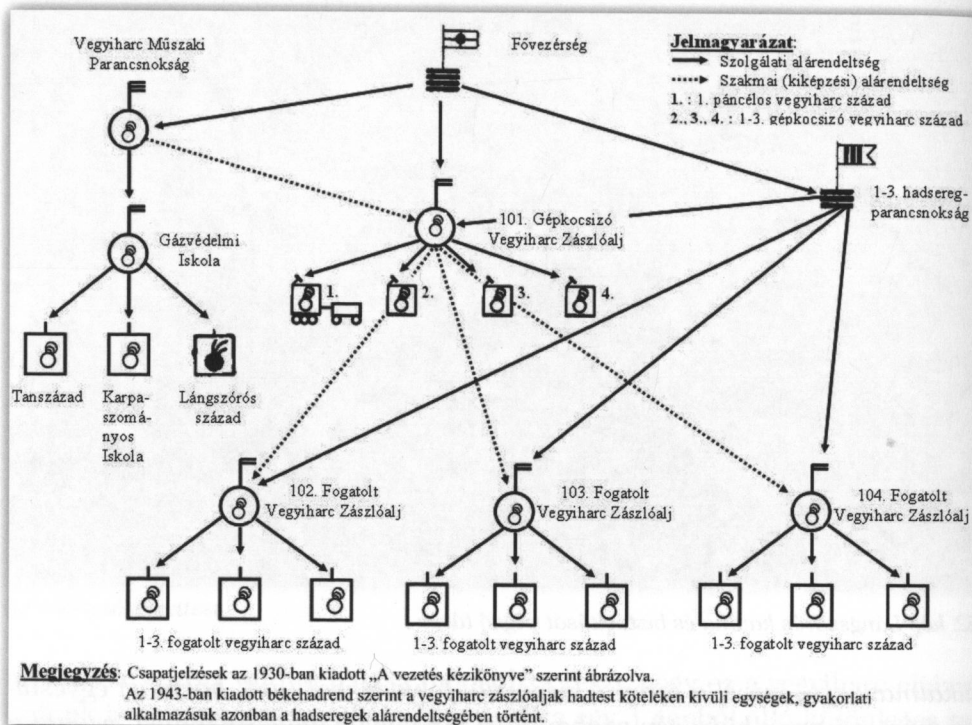 Vegyiharc Műszaki
Parancsnokság
Fővezérség
Jelmagyarázat:
Szolgálati alárendeltség
Szakmai (kiképzési) alárendeltség
1. : 1. páncélos vegyiharc század
2., 3., 4. : 1-3. gépkocsizó vegyiharc század
1-3. hadsereg-
parancsnokság
101. Gépkocsizó
Vegyiharc Zászlóalj
Gázvédelmi
Iskola
1.
2.
3.
4.
Tanszázad
Karpa-
szomá-
nyos
Iskola
Lángszórós
század
102. Fogatolt
Vegyiharc Zászlóalj
103. Fogatolt
Vegyiharc Zászlóalj
104. Fogatolt
Vegyiharc Zászlóalj
1-3. fogatolt vegyiharc század
1-3. fogatolt vegyiharc század
1-3. fogatolt vegyiharc század
Megjegyzés: Csapatjelzések az 1930-ban kiadott „A vezetés kézikönyve” szerint ábrázolva.
Az 1943-ban kiadott békehadrend szerint a vegyiharc zászlóaljak hadtest köteléken kívüli egységek, gyakorlati
alkalmazásuk azonban a hadseregek alárendeltségében történt.